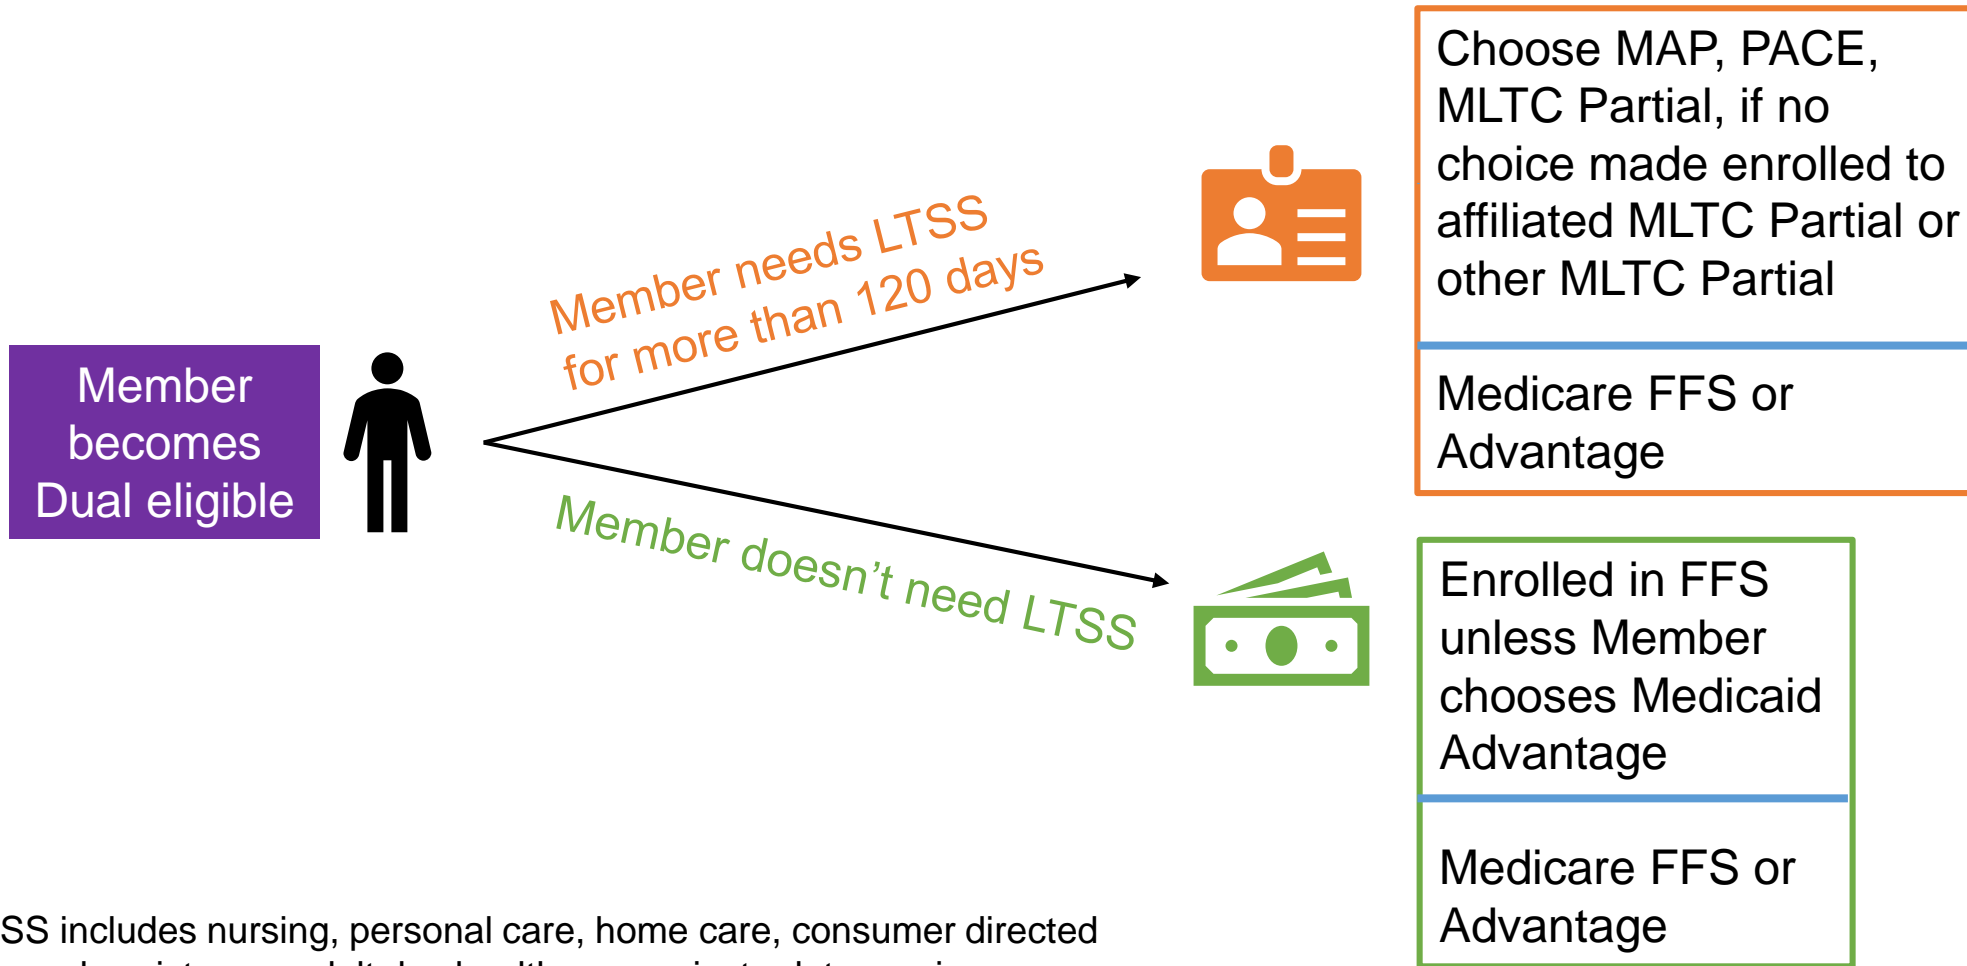 Member
becomes
Dual eligible
Member needs LTSS
for more than 120 days
Member doesn’t need LTSS
Choose MAP, PACE,
MLTC Partial, if no
choice made enrolled to
affiliated MLTC Partial or
other MLTC Partial
Medicare FFS or
Advantage
Enrolled in FFS
unless Member
chooses Medicaid
Advantage
Medicare FFS or
Advantage
SS includes nursing, personal care, home care, consumer directed